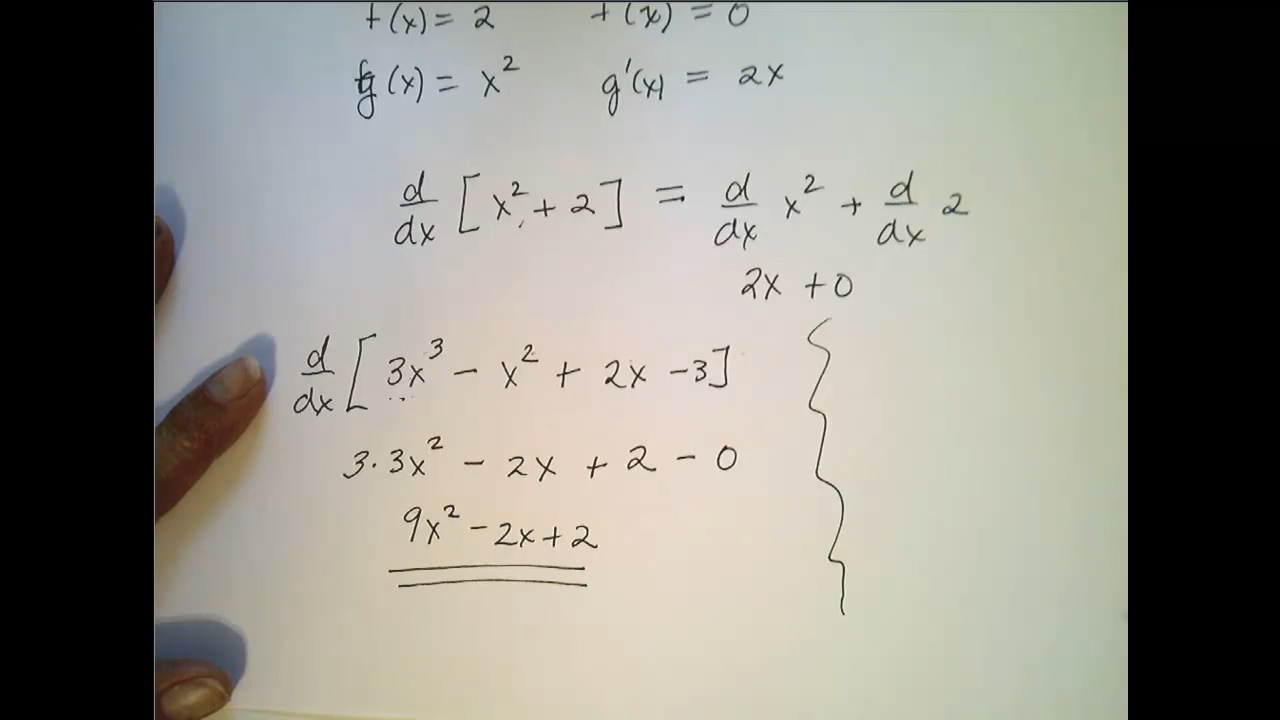 f(x) = 2 f'(x) = 0
g(x) = x² g'(x) = 2x
d/dx [x² + 2] = d/dx x² + d/dx 2
2x + 0
d/dx [3x³ - x² + 2x - 3]
3·3x² - 2x + 2 - 0
9x² - 2x + 2